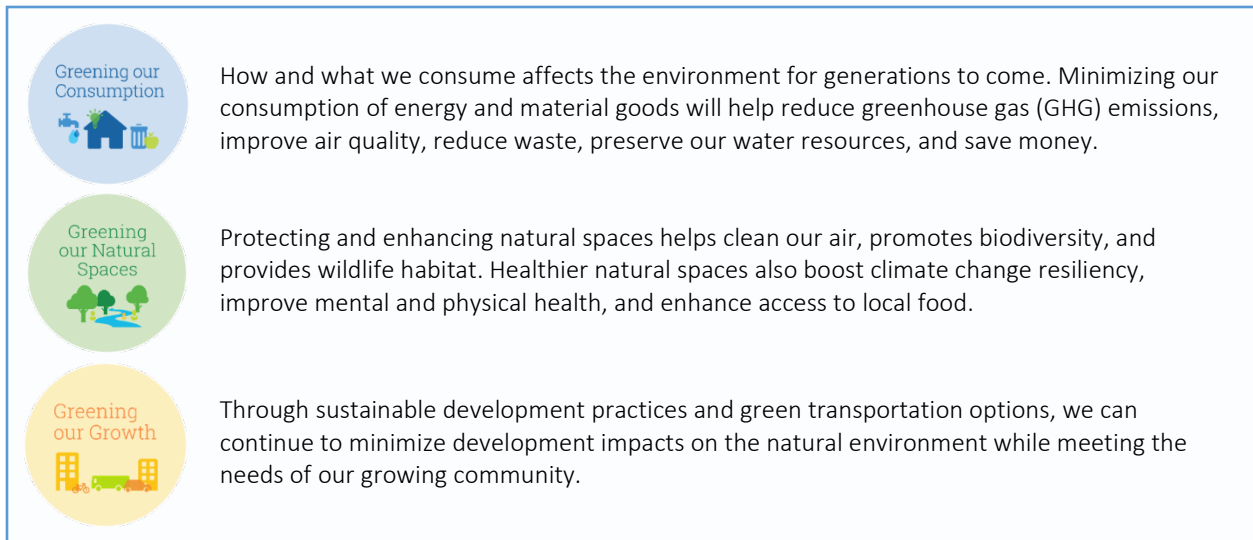 Greening our
Consumption
How and what we consume affects the environment for generations to come. Minimizing our
consumption of energy and material goods will help reduce greenhouse gas (GHG) emissions,
improve air quality, reduce waste, preserve our water resources, and save money.
Greening
our Natural
Spaces
Protecting and enhancing natural spaces helps clean our air, promotes biodiversity, and
provides wildlife habitat. Healthier natural spaces also boost climate change resiliency,
improve mental and physical health, and enhance access to local food.
Greening
our Growth
Through sustainable development practices and green transportation options, we can
continue to minimize development impacts on the natural environment while meeting the
needs of our growing community.